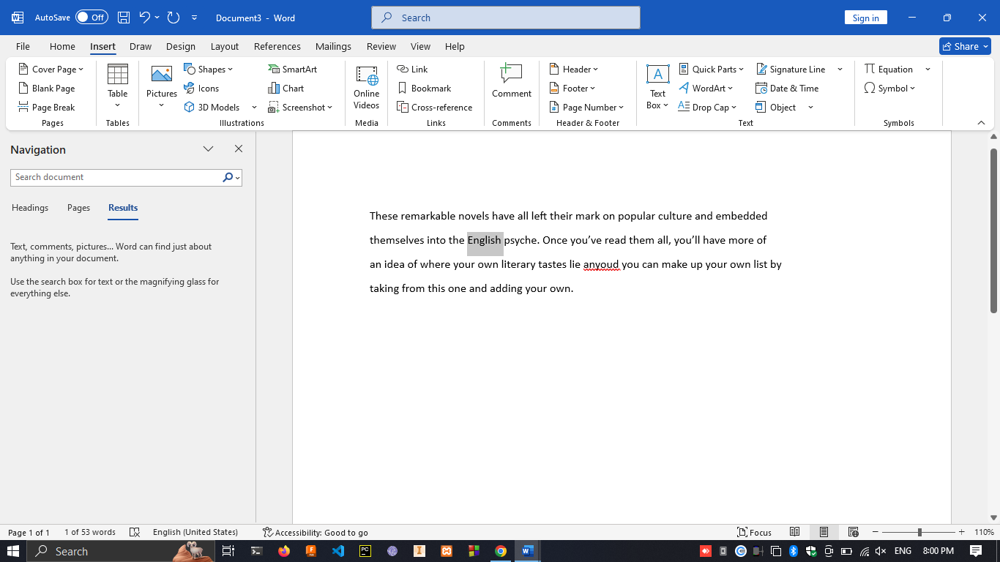 AutoSave Off Document3 - Word Search Sign in
File Home Insert Draw Design Layout References Mailings Review View Help Share
Cover Page
Blank Page
Page Break
Pages
Table
Tables
Pictures
Shapes
Icons
3D Models
SmartArt
Chart
Screenshot
Illustrations
Online
Videos
Media
Link
Bookmark
Cross-reference
Links
Comment
Comments
Header
Footer
Page Number
Header & Footer
Text
Box
Quick Parts
WordArt
Drop Cap
Signature Line
Date & Time
Object
Text
Equation
Symbol
Symbols
Navigation
Search document
Headings Pages Results
Text, comments, pictures... Word can find just about
anything in your document.
Use the search box for text or the magnifying glass for
everything else.
These remarkable novels have all left their mark on popular culture and embedded
themselves into the English psyche. Once you’ve read them all, you’ll have more of
an idea of where your own literary tastes lie anyoud you can make up your own list by
taking from this one and adding your own.
Page 1 of 1 1 of 53 words English (United States) Accessibility: Good to go Focus 110%
Search ENG 8:00 PM